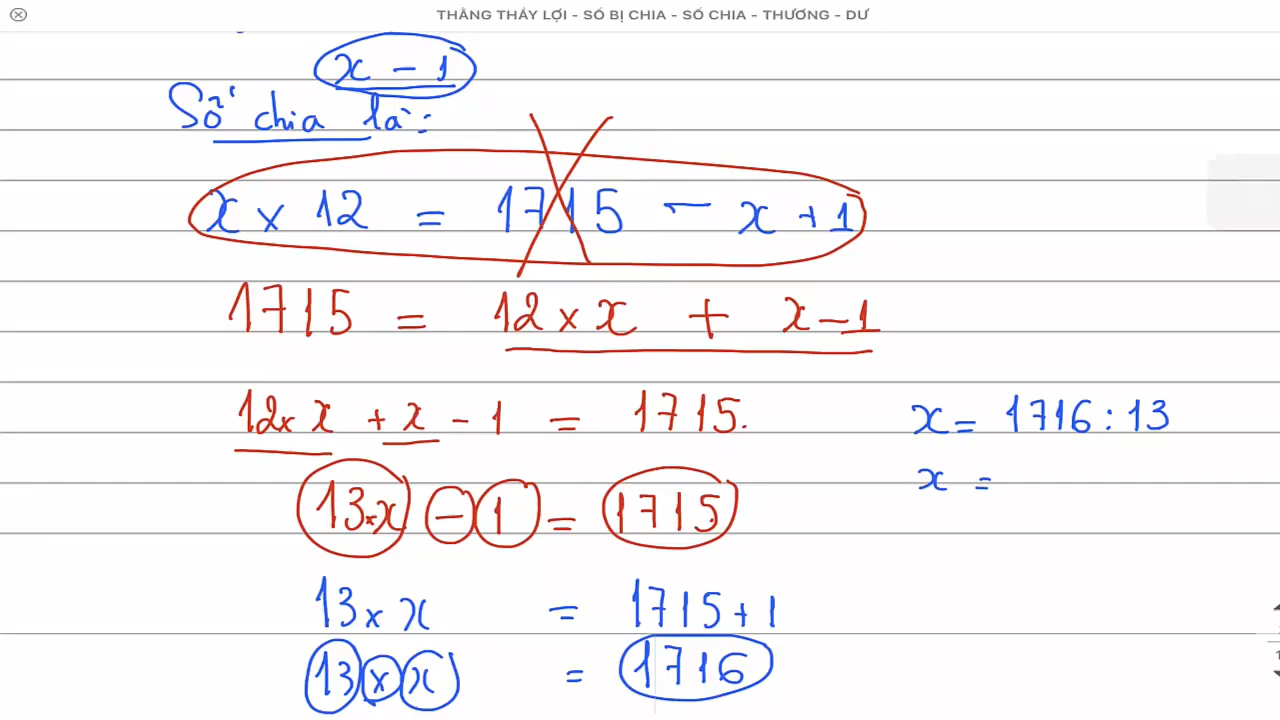 THẰNG THẦY LỢI - SỐ BỊ CHIA - SỐ CHIA - THƯƠNG - DƯ
x - 1
Số chia là:
x × 12 = 1715 - x + 1
1715 = 12 × x + x - 1
12 × x + x - 1 = 1715.
x = 1716 : 13
x =
13 × x - 1 = 1715
13 × x = 1715 + 1
13 × x = 1716